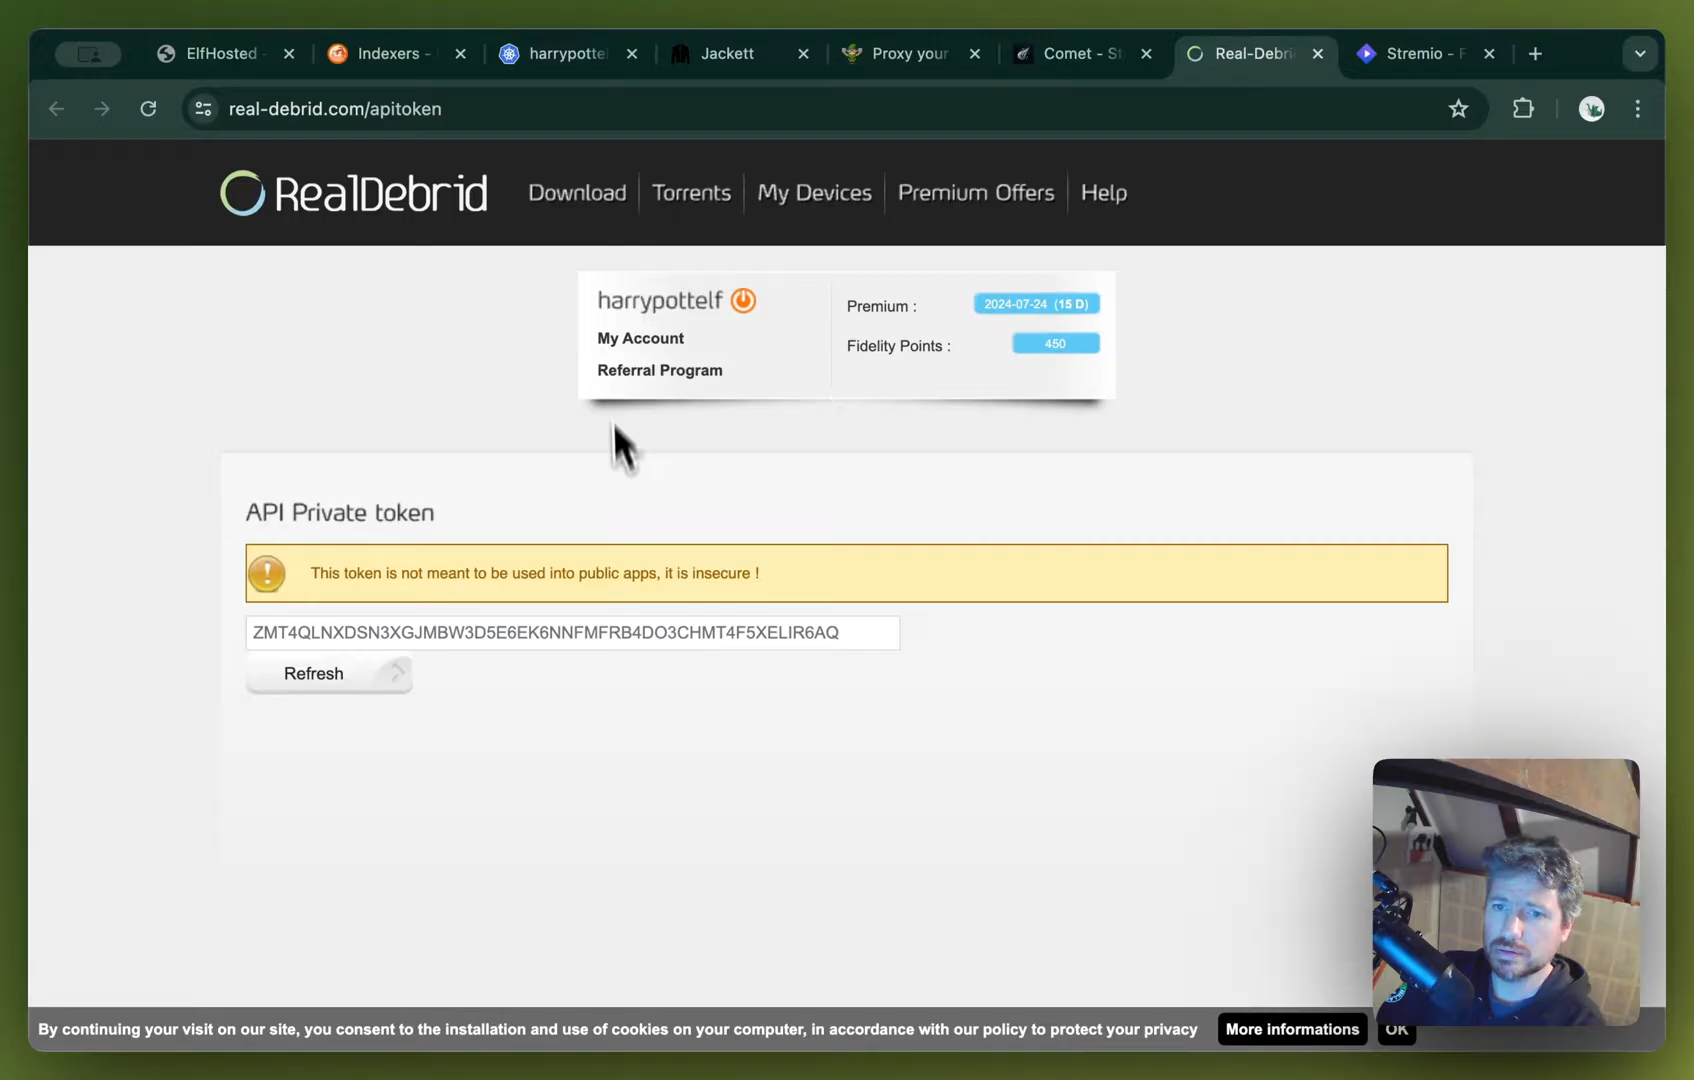 ElfHosted - Indexers - harrypotte Jackett Proxy your Comet - S Real-Debri Stremio - F
real-debrid.com/apitoken
RealDebrid Download Torrents My Devices Premium Offers Help
harrypottelf
My Account
Referral Program
Premium : 2024-07-24 (15 D)
Fidelity Points : 450
API Private token
This token is not meant to be used into public apps, it is insecure !
ZMT4QLNXDSN3XGJMBW3D5E6EK6NNFMFRB4DO3CHMT4F5XELIR6AQ
Refresh
By continuing your visit on our site, you consent to the installation and use of cookies on your computer, in accordance with our policy to protect your privacy More informations OK